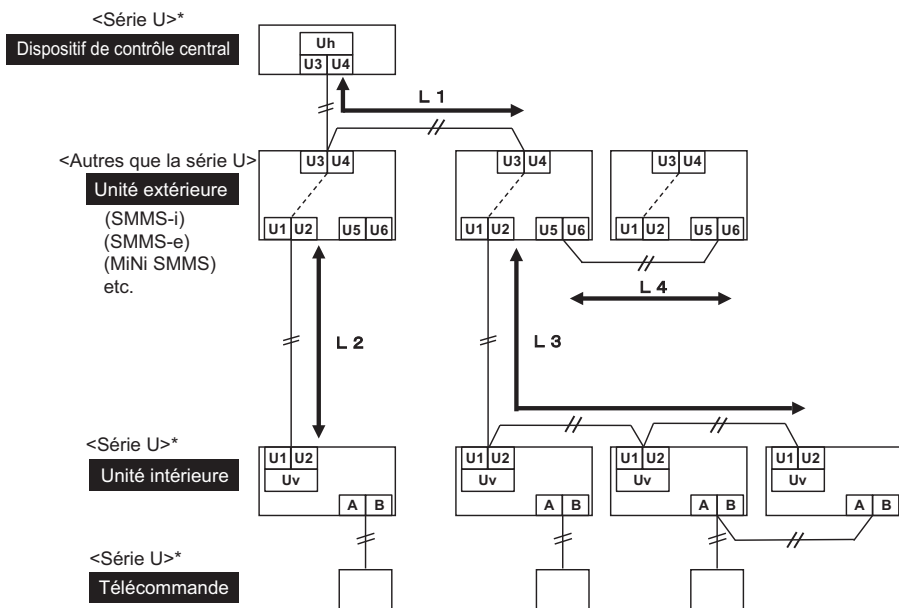 <Série U>*
Dispositif de contrôle central
Uh
U3 U4
L 1
<Autres que la série U>
Unité extérieure
(SMMS-i)
(SMMS-e)
(MiNi SMMS)
etc.
U3 U4
U1 U2
U5 U6
U3 U4
U1 U2
U5 U6
U3 U4
U1 U2
U5 U6
L 4
L 2
L 3
<Série U>*
Unité intérieure
U1 U2
Uv
A B
U1 U2
Uv
A B
U1 U2
Uv
A B
U1 U2
Uv
A B
<Série U>*
Télécommande